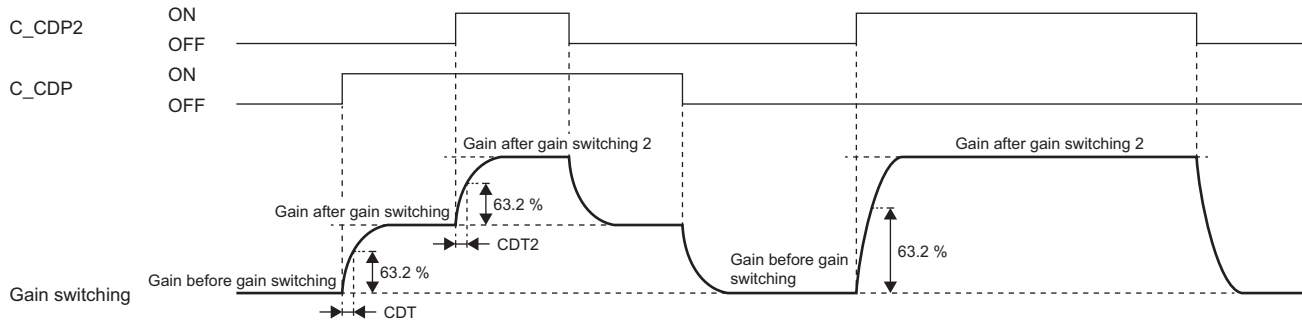 C_CDP2
ON
OFF
C_CDP
ON
OFF
Gain after gain switching 2
Gain after gain switching 2
63.2 %
Gain after gain switching
CDT2
63.2 %
Gain before gain
switching
Gain before gain switching
63.2 %
Gain switching
CDT